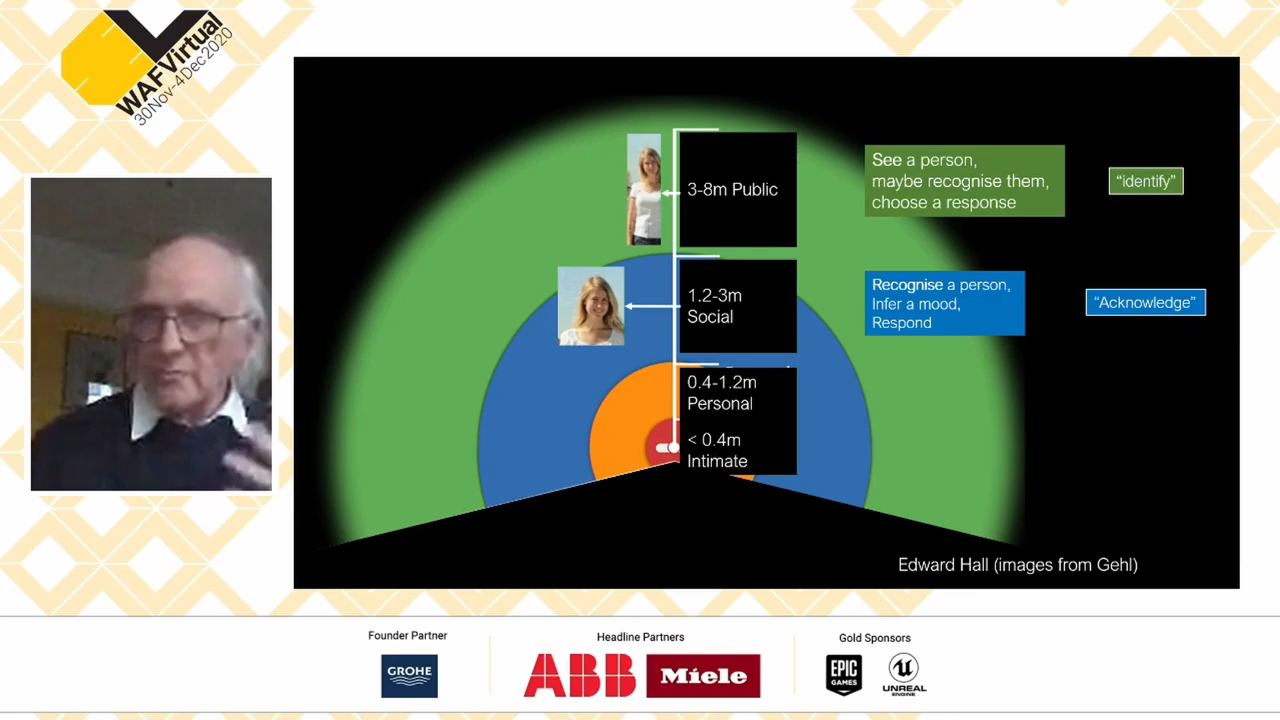 WAFVirtual
30Nov-4Dec2020
3-8m Public
See a person,
maybe recognise them,
choose a response
“identify”
1.2-3m
Social
Recognise a person,
Infer a mood,
Respond
“Acknowledge”
0.4-1.2m
Personal
< 0.4m
Intimate
Edward Hall (images from Gehl)
Founder Partner
GROHE
Headline Partners
ABB
Miele
Gold Sponsors
EPIC
GAMES
UNREAL
ENGINE